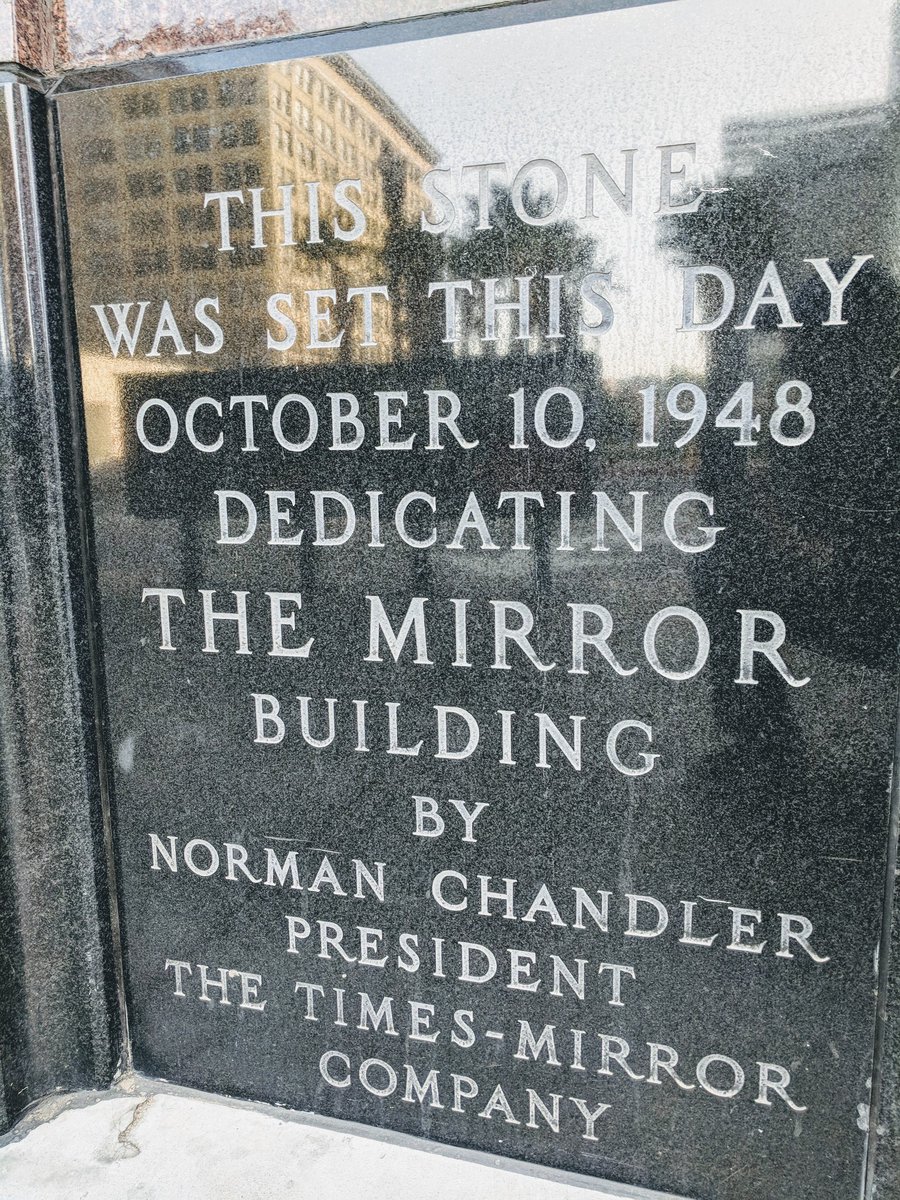 THIS STONE
WAS SET THIS DAY
OCTOBER 10, 1948
DEDICATING
THE MIRROR
BUILDING
BY
NORMAN CHANDLER
PRESIDENT
THE TIMES-MIRROR
COMPANY